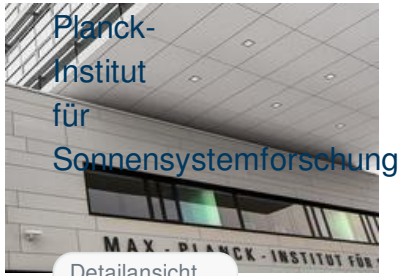 Planck-
Institut
für
Sonnensystemforschung
MAX-PLANCK-INSTITUT FÜR
Detailansicht